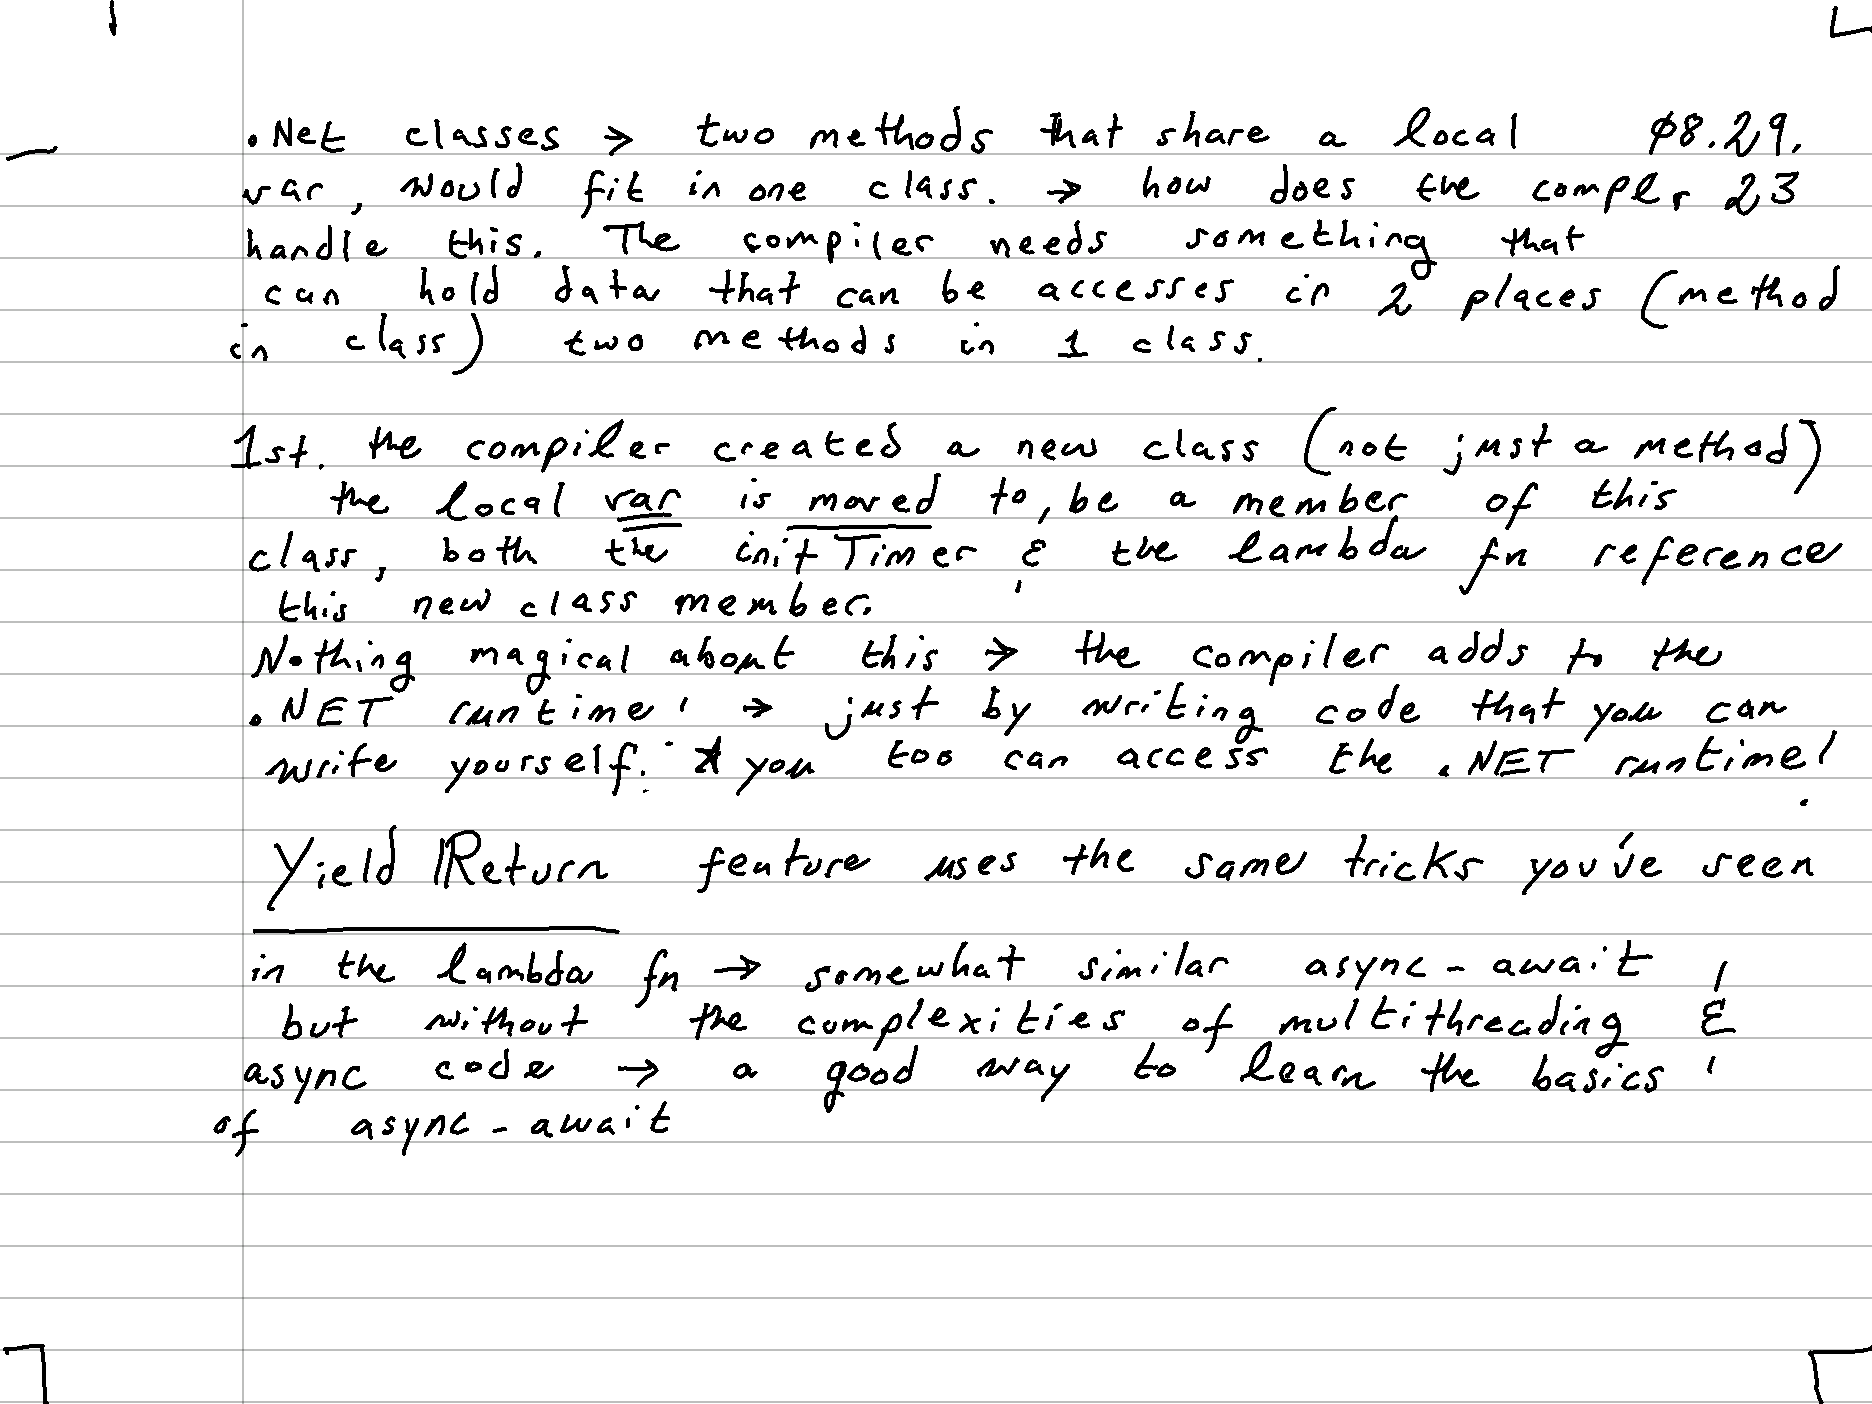 .Net classes → two methods that share a local ø8.29.
var, would fit in one class. → how does the complr 23
handle this. The compiler needs something that
can hold data that can be accesses in 2 places (method
in class) two methods in 1 class.
1st. the compiler created a new class (not just a method)
the local var is moved to, be a member of this
class, both the initTimer & the lambda fn reference
this new class member.
Nothing magical about this → the compiler adds to the
.NET runtime' → just by writing code that you can
write yourself. you too can access the .NET runtime!
Yield Return feature uses the same tricks you've seen
in the lambda fn → somewhat similar async-await,
but without the complexities of multithreading &
async code → a good way to learn the basics
of async-await